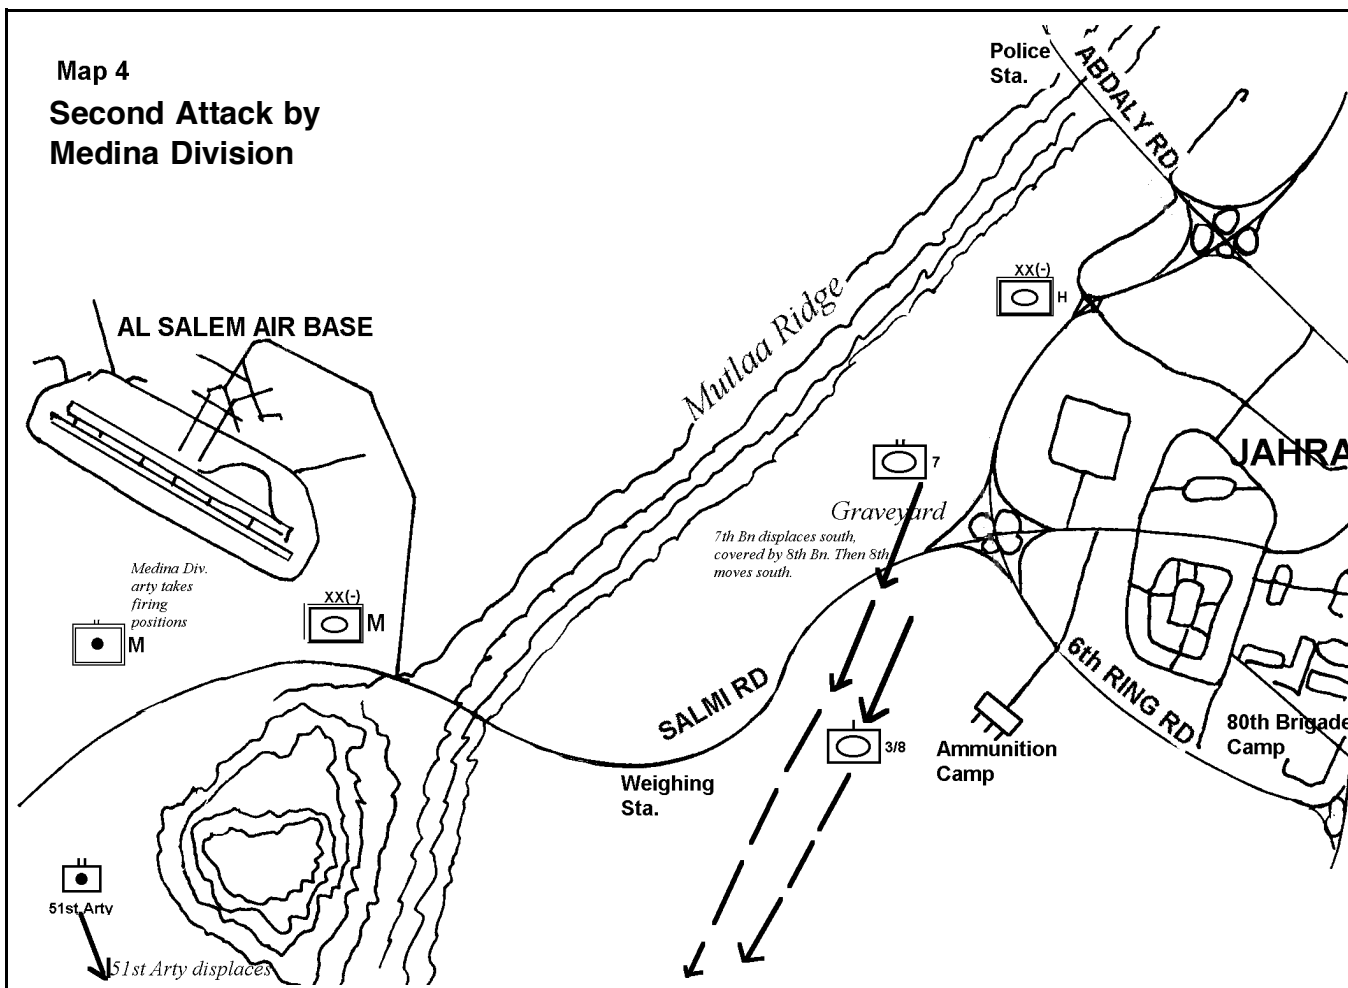 Map 4
Second Attack by
Medina Division
Police
Sta.
ABDALY RD
XX(-)
H
AL SALEM AIR BASE
Mutlaa Ridge
JAHRA
7
Graveyard
7th Bn displaces south,
covered by 8th Bn. Then 8th
moves south.
Medina Div.
arty takes
firing
positions
M
XX(-)
M
6th RING RD
SALMI RD
3/8
Ammunition
Camp
80th Brigade
Camp
Weighing
Sta.
51st Arty
51st Arty displaces